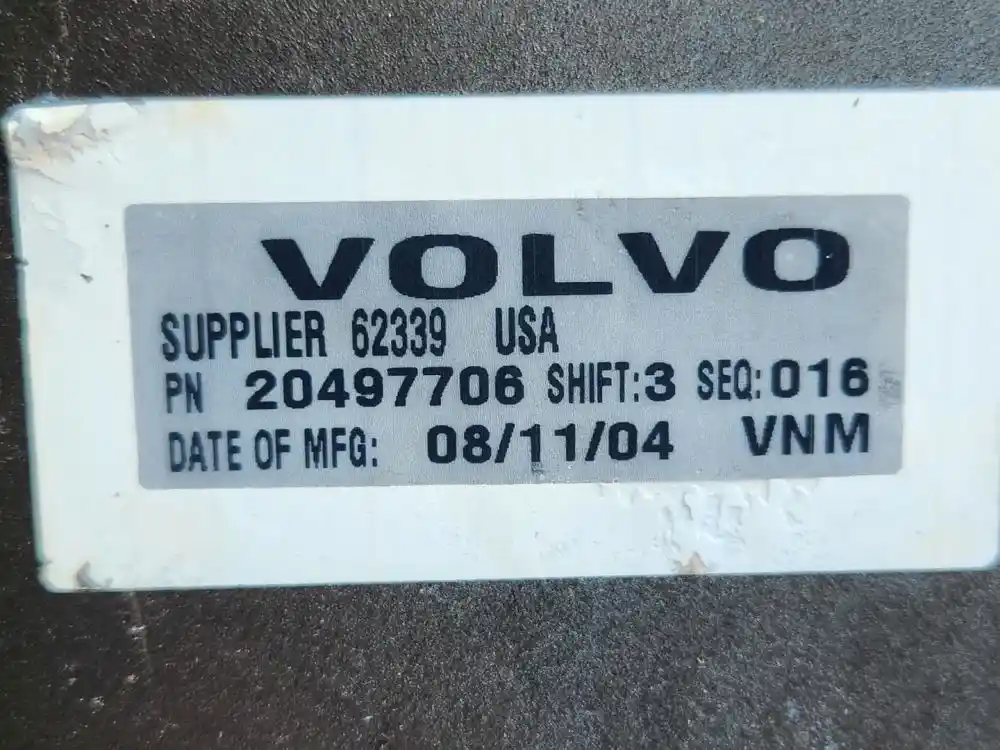 VOLVO
SUPPLIER 62339 USA
PN 20497706 SHIFT:3 SEQ:016
DATE OF MFG: 08/11/04 VNM